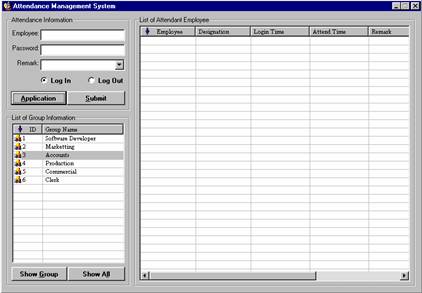 Attendance Management System
Attendance Information
Employee:
Password:
Remark:
Log In Log Out
Application Submit
List of Group Information
ID Group Name
1 Software Developer
2 Marketting
3 Accounts
4 Production
5 Commercial
6 Clerk
Show Group Show All
List of Attendant Employee
Employee Designation Login Time Attend Time Remark